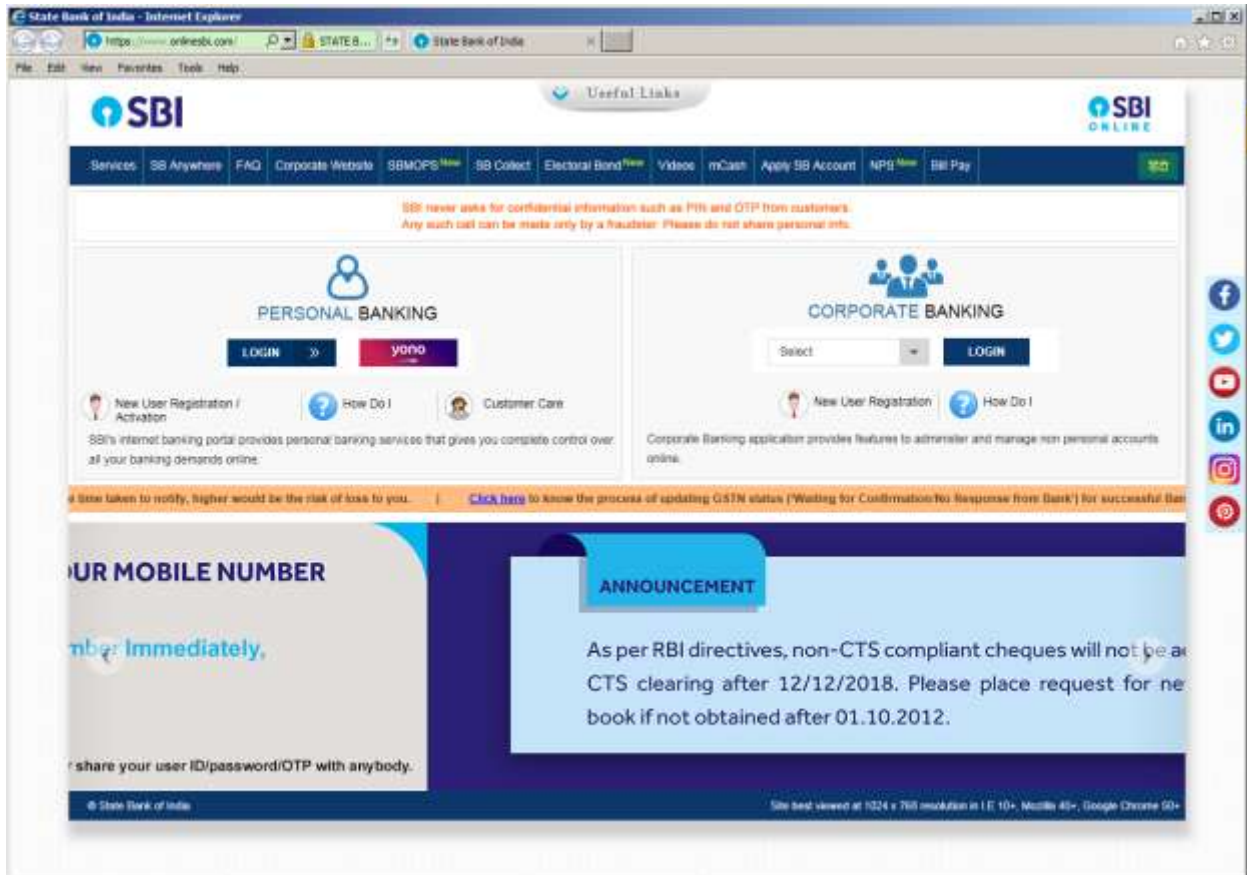 State Bank of India - Internet Explorer
https://www.onlinesbi.com/ STATE B... State Bank of India
File Edit View Favorites Tools Help
Useful Links
SBI
SBI
ONLINE
Services SB Anywhere FAQ Corporate Website SBMOPS New SB Collect Electoral Bond New Videos mCash Apply SB Account NPS New Bill Pay
SBI never asks for confidential information such as PIN and OTP from customers.
Any such call can be made only by a fraudster. Please do not share personal info.
PERSONAL BANKING
LOGIN »
yono
New User Registration /
Activation
How Do I
Customer Care
SBI's internet banking portal provides personal banking services that gives you complete control over
all your banking demands online.
CORPORATE BANKING
Select
LOGIN
New User Registration
How Do I
Corporate Banking application provides features to administer and manage non personal accounts
online.
time taken to notify, higher would be the risk of loss to you. | Click here to know the process of updating GSTN status ('Waiting for Confirmation/No Response from Bank') for successful Ban
UR MOBILE NUMBER
mber Immediately,
share your user ID/password/OTP with anybody.
ANNOUNCEMENT
As per RBI directives, non-CTS compliant cheques will not be a
CTS clearing after 12/12/2018. Please place request for ne
book if not obtained after 01.10.2012.
© State Bank of India
Site best viewed at 1024 x 768 resolution in I.E 10+, Mozilla 40+, Google Chrome 50+